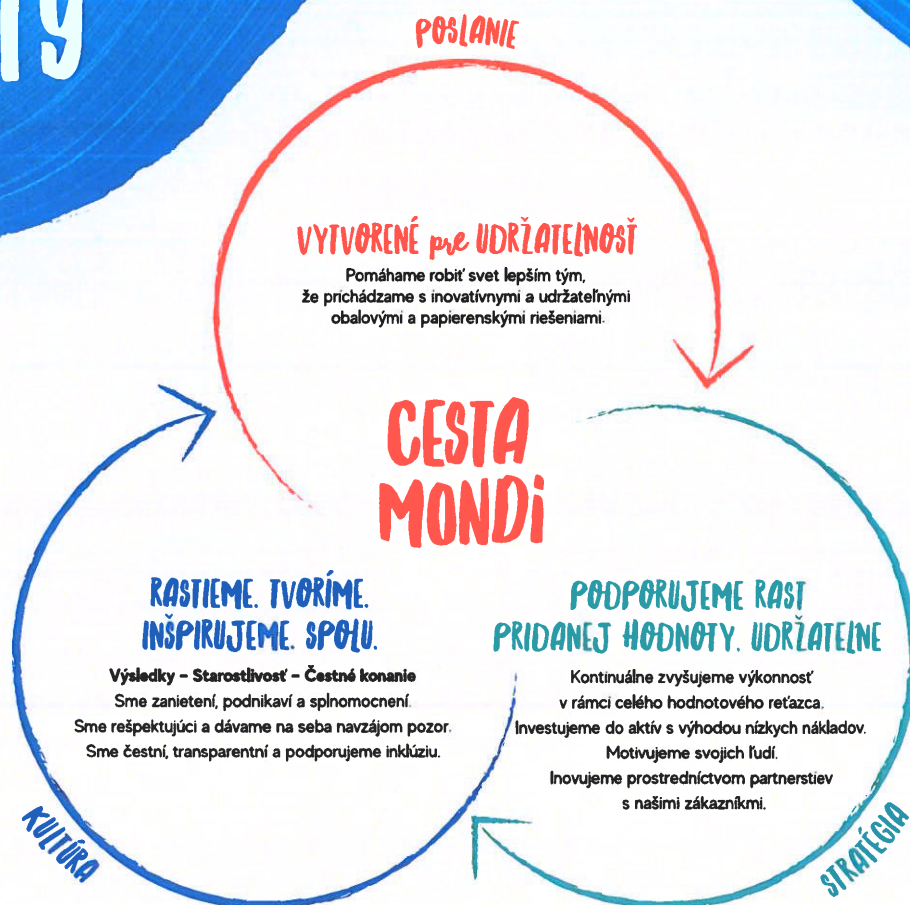 TY
POSLANIE
VYTVORENÉ pre UDRŽATEĽNOSŤ
Pomáhame robiť svet lepším tým,
že prichádzame s inovatívnymi a udržateľnými
obalovými a papierenskými riešeniami.
CESTA
MONDi
RASTIEME. TVORÍME.
INŠPIRUJEME. SPOLU.
Výsledky – Starostlivosť – Čestné konanie
Sme zanietení, podnikaví a splnomocnení.
Sme rešpektujúci a dávame na seba navzájom pozor.
Sme čestní, transparentní a podporujeme inklúziu.
KULTÚRA
PODPORUJEME RAST
PRIDANEJ HODNOTY. UDRŽATEĽNE
Kontinuálne zvyšujeme výkonnosť
v rámci celého hodnotového reťazca.
Investujeme do aktív s výhodou nízkych nákladov.
Motivujeme svojich ľudí.
Inovujeme prostredníctvom partnerstiev
s našimi zákazníkmi.
STRATÉGIA